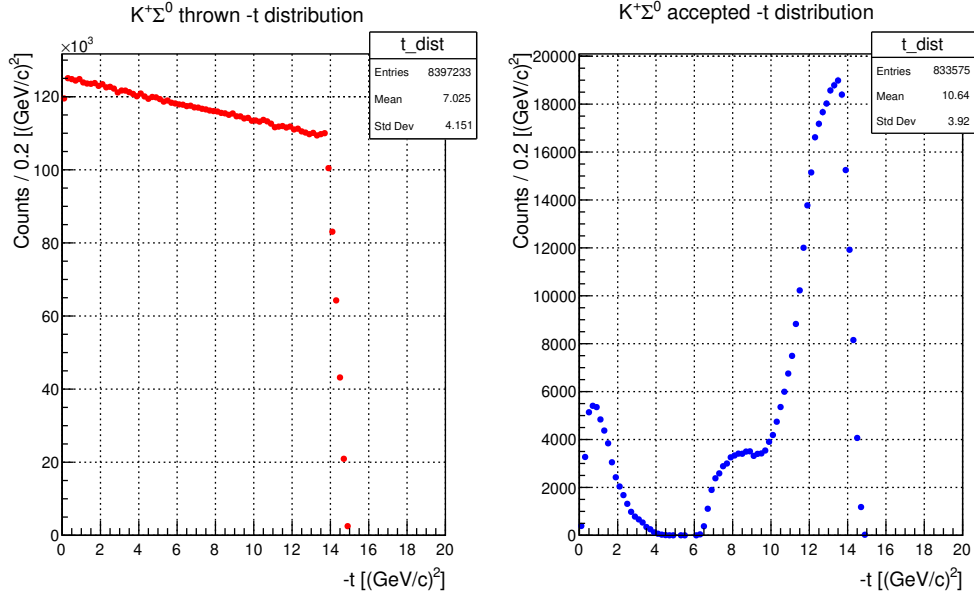 K⁺Σ⁰ thrown -t distribution
×10³
Counts / 0.2 [(GeV/c)²]
120
100
80
60
40
20
0
0 2 4 6 8 10 12 14 16 18 20
-t [(GeV/c)²]
t_dist
Entries 8397233
Mean 7.025
Std Dev 4.151
K⁺Σ⁰ accepted -t distribution
Counts / 0.2 [(GeV/c)²]
20000
18000
16000
14000
12000
10000
8000
6000
4000
2000
0
0 2 4 6 8 10 12 14 16 18 20
-t [(GeV/c)²]
t_dist
Entries 833575
Mean 10.64
Std Dev 3.92